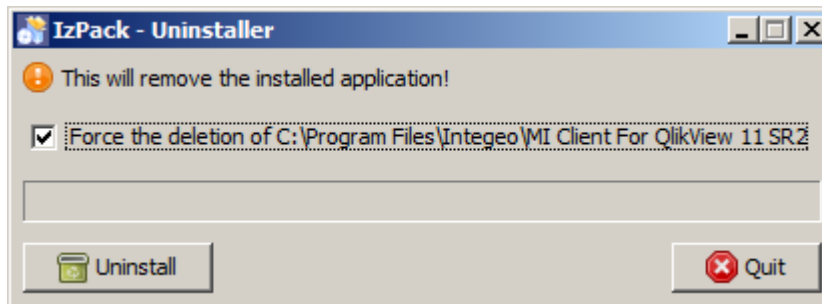 IzPack - Uninstaller
This will remove the installed application!
Force the deletion of C:\Program Files\Integeo\MI Client For QlikView 11 SR2
Uninstall
Quit